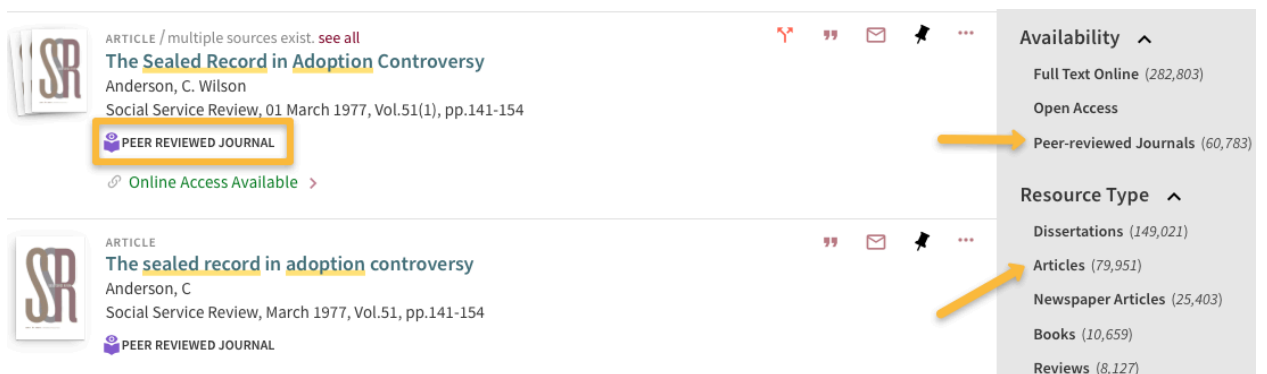 ARTICLE / multiple sources exist. see all
The Sealed Record in Adoption Controversy
Anderson, C. Wilson
Social Service Review, 01 March 1977, Vol.51(1), pp.141-154
PEER REVIEWED JOURNAL
Online Access Available >
ARTICLE
The sealed record in adoption controversy
Anderson, C
Social Service Review, March 1977, Vol.51, pp.141-154
PEER REVIEWED JOURNAL
SSR
SSR
Availability
Full Text Online (282,803)
Open Access
Peer-reviewed Journals (60,783)
Resource Type
Dissertations (149,021)
Articles (79,951)
Newspaper Articles (25,403)
Books (10,659)
Reviews (8,127)